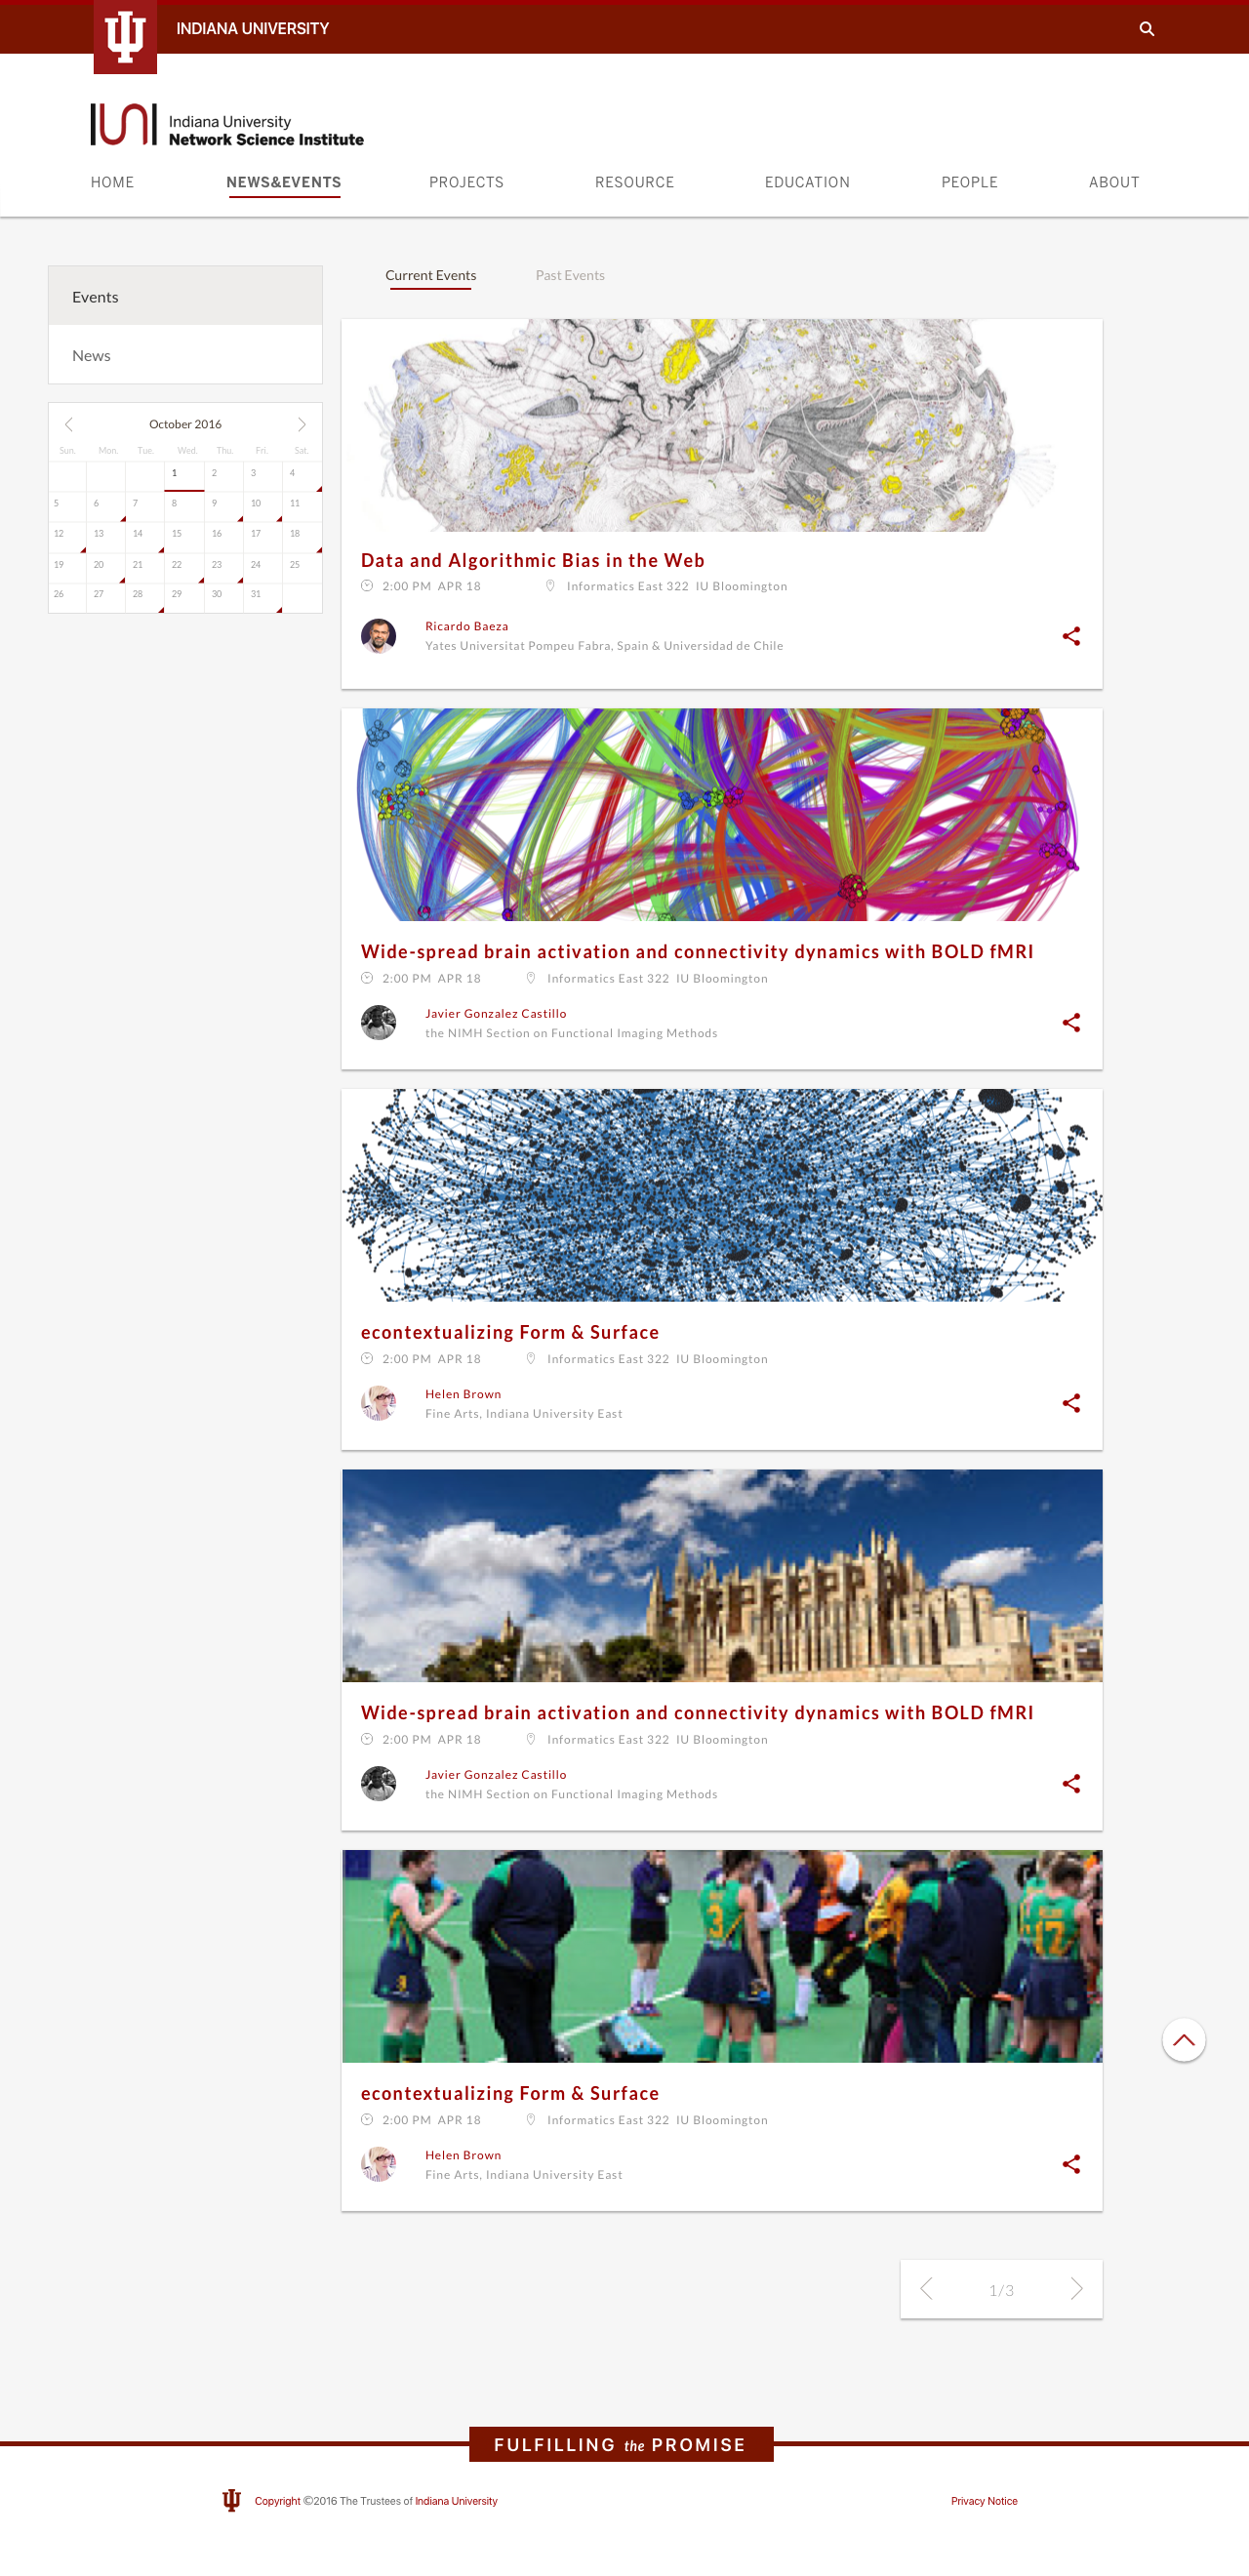 INDIANA UNIVERSITY
Indiana University
Network Science Institute
HOME NEWS&EVENTS PROJECTS RESOURCE EDUCATION PEOPLE ABOUT
Events
News
October 2016
Sun. Mon. Tue. Wed. Thu. Fri. Sat.
1 2 3 4
5 6 7 8 9 10 11
12 13 14 15 16 17 18
19 20 21 22 23 24 25
26 27 28 29 30 31
Current Events Past Events
Data and Algorithmic Bias in the Web
2:00 PM APR 18 Informatics East 322 IU Bloomington
Ricardo Baeza
Yates Universitat Pompeu Fabra, Spain & Universidad de Chile
Wide-spread brain activation and connectivity dynamics with BOLD fMRI
2:00 PM APR 18 Informatics East 322 IU Bloomington
Javier Gonzalez Castillo
the NIMH Section on Functional Imaging Methods
econtextualizing Form & Surface
2:00 PM APR 18 Informatics East 322 IU Bloomington
Helen Brown
Fine Arts, Indiana University East
Wide-spread brain activation and connectivity dynamics with BOLD fMRI
2:00 PM APR 18 Informatics East 322 IU Bloomington
Javier Gonzalez Castillo
the NIMH Section on Functional Imaging Methods
3
17
econtextualizing Form & Surface
2:00 PM APR 18 Informatics East 322 IU Bloomington
Helen Brown
Fine Arts, Indiana University East
1/3
FULFILLING the PROMISE
Copyright ©2016 The Trustees of Indiana University
Privacy Notice